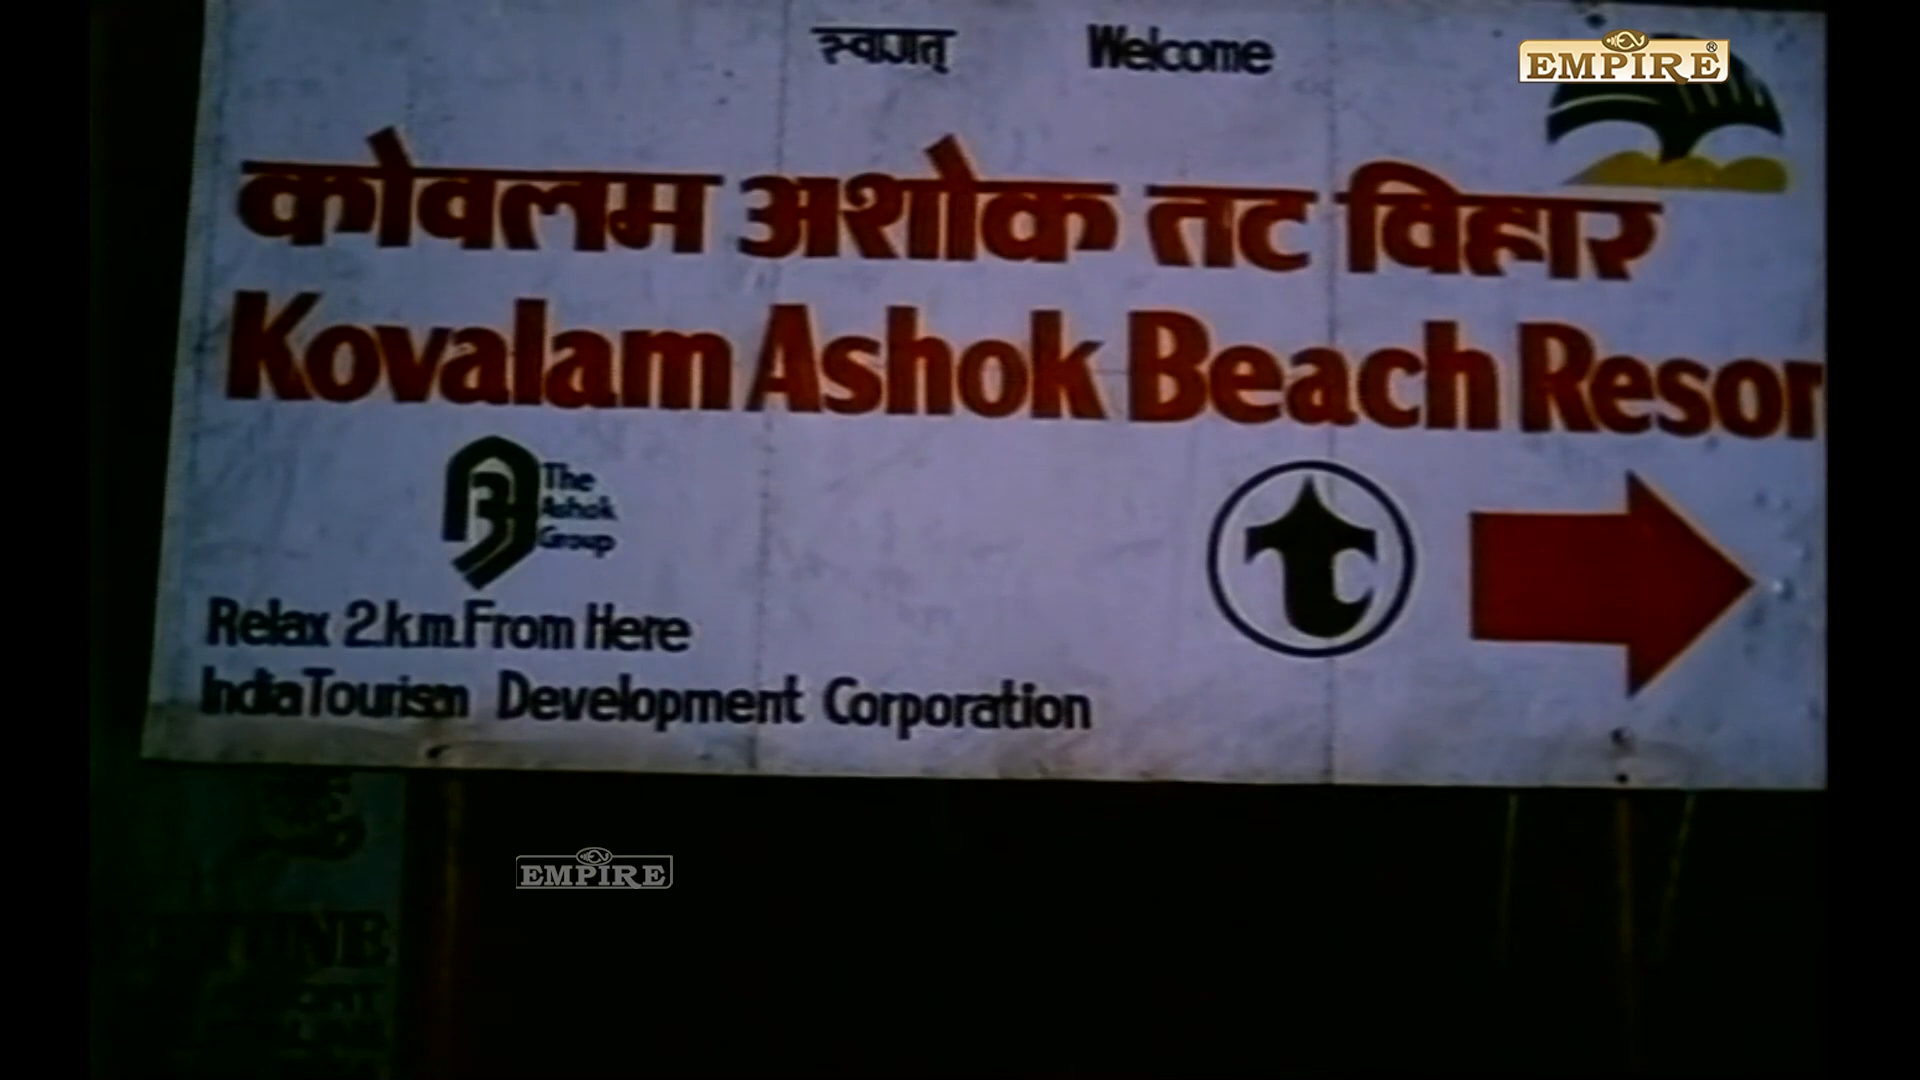 स्वागत् Welcome
EMPIRE®
कोवलम अशोक तट विहार
Kovalam Ashok Beach Resor
The
Ashok
Group
Relax 2.k.m.From Here
India Tourism Development Corporation
EMPIRE